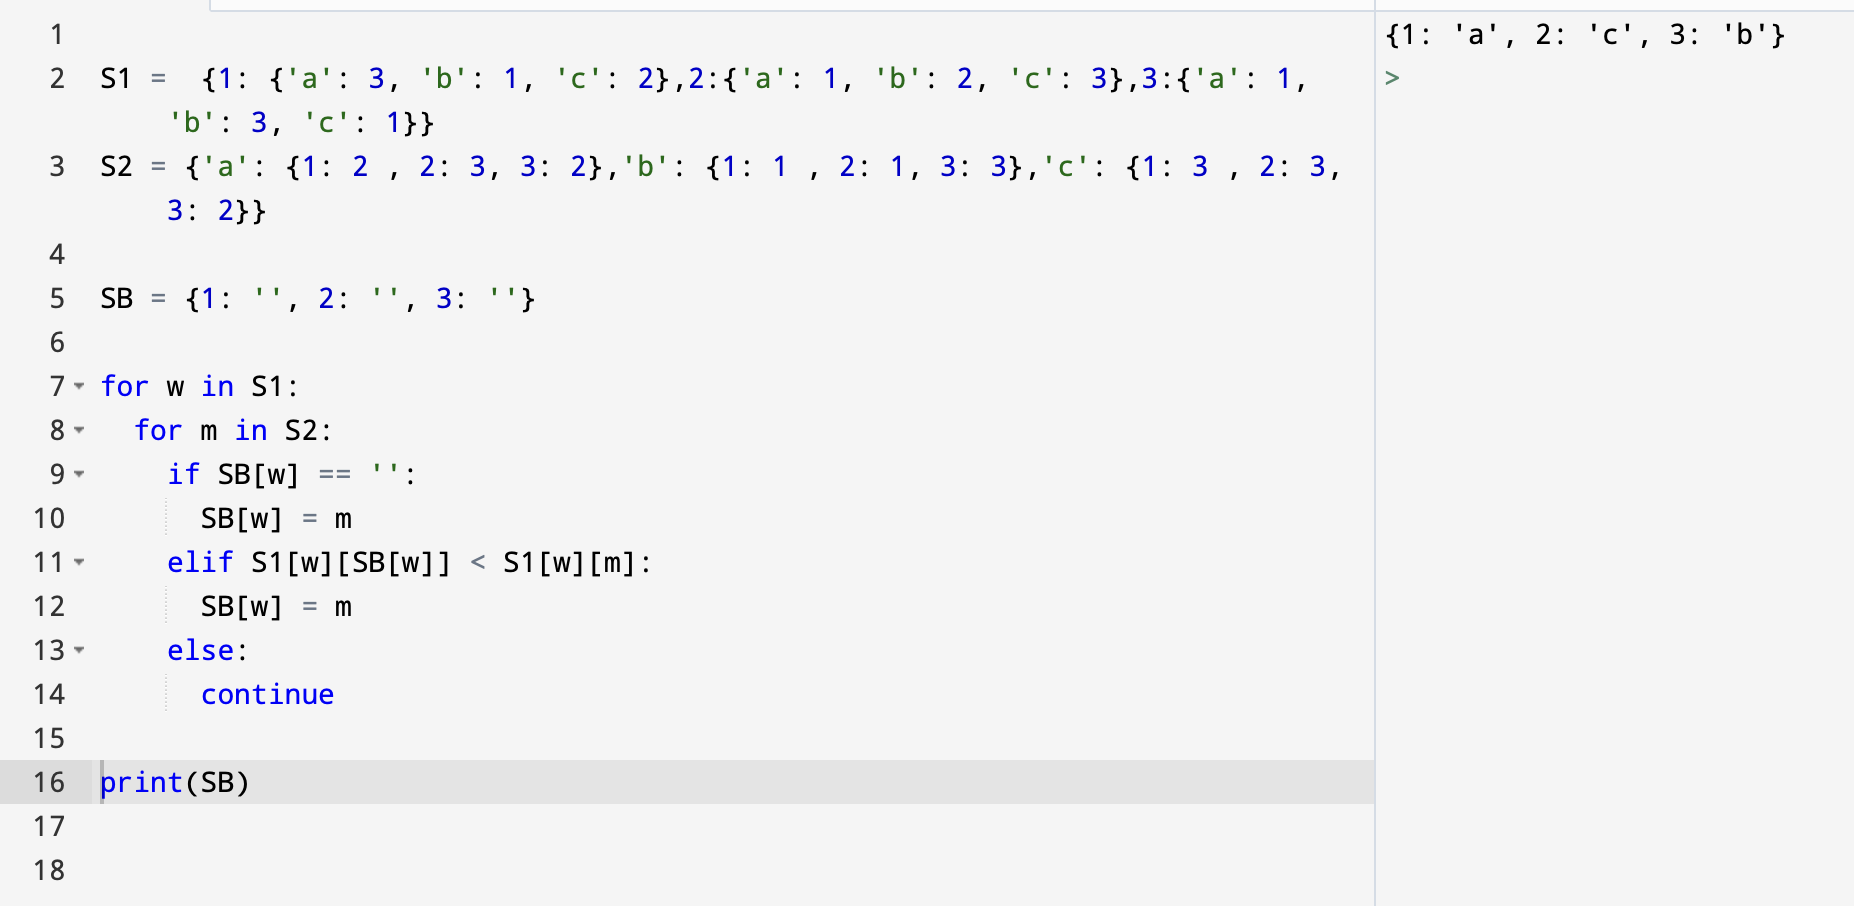 1
2 S1 =  {1: {'a': 3, 'b': 1, 'c': 2},2:{'a': 1, 'b': 2, 'c': 3},3:{'a': 1,
'b': 3, 'c': 1}}
3 S2 = {'a': {1: 2 , 2: 3, 3: 2},'b': {1: 1 , 2: 1, 3: 3},'c': {1: 3 , 2: 3,
3: 2}}
4
5 SB = {1: '', 2: '', 3: ''}
6
7 for w in S1:
8   for m in S2:
9     if SB[w] == '':
10       SB[w] = m
11     elif S1[w][SB[w]] < S1[w][m]:
12       SB[w] = m
13     else:
14       continue
15
16 print(SB)
17
18
{1: 'a', 2: 'c', 3: 'b'}
>